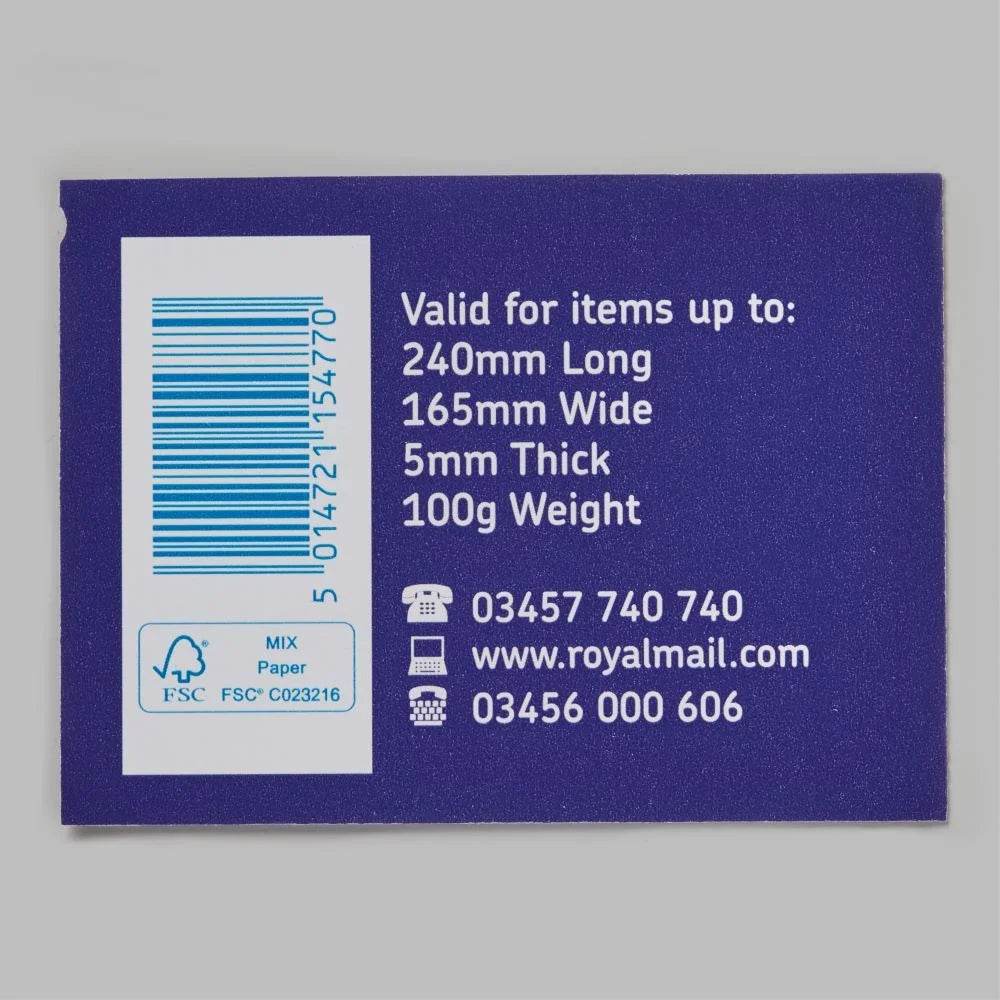 5 014721 154770
FSC®
MIX
Paper
FSC® C023216
Valid for items up to:
240mm Long
165mm Wide
5mm Thick
100g Weight
03457 740 740
www.royalmail.com
03456 000 606